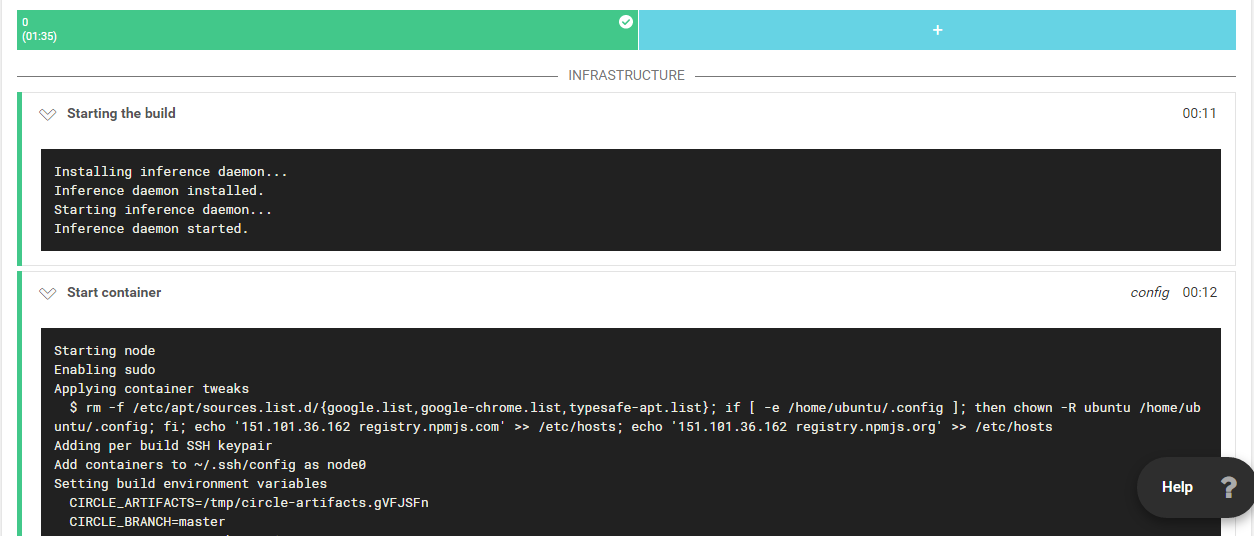 0
(01:35)
+
INFRASTRUCTURE
Starting the build 00:11
Installing inference daemon...
Inference daemon installed.
Starting inference daemon...
Inference daemon started.
Start container config 00:12
Starting node
Enabling sudo
Applying container tweaks
$ rm -f /etc/apt/sources.list.d/{google.list,google-chrome.list,typesafe-apt.list}; if [ -e /home/ubuntu/.config ]; then chown -R ubuntu /home/ub
untu/.config; fi; echo '151.101.36.162 registry.npmjs.com' >> /etc/hosts; echo '151.101.36.162 registry.npmjs.org' >> /etc/hosts
Adding per build SSH keypair
Add containers to ~/.ssh/config as node0
Setting build environment variables
CIRCLE_ARTIFACTS=/tmp/circle-artifacts.gVFJSFn
CIRCLE_BRANCH=master
Help ?